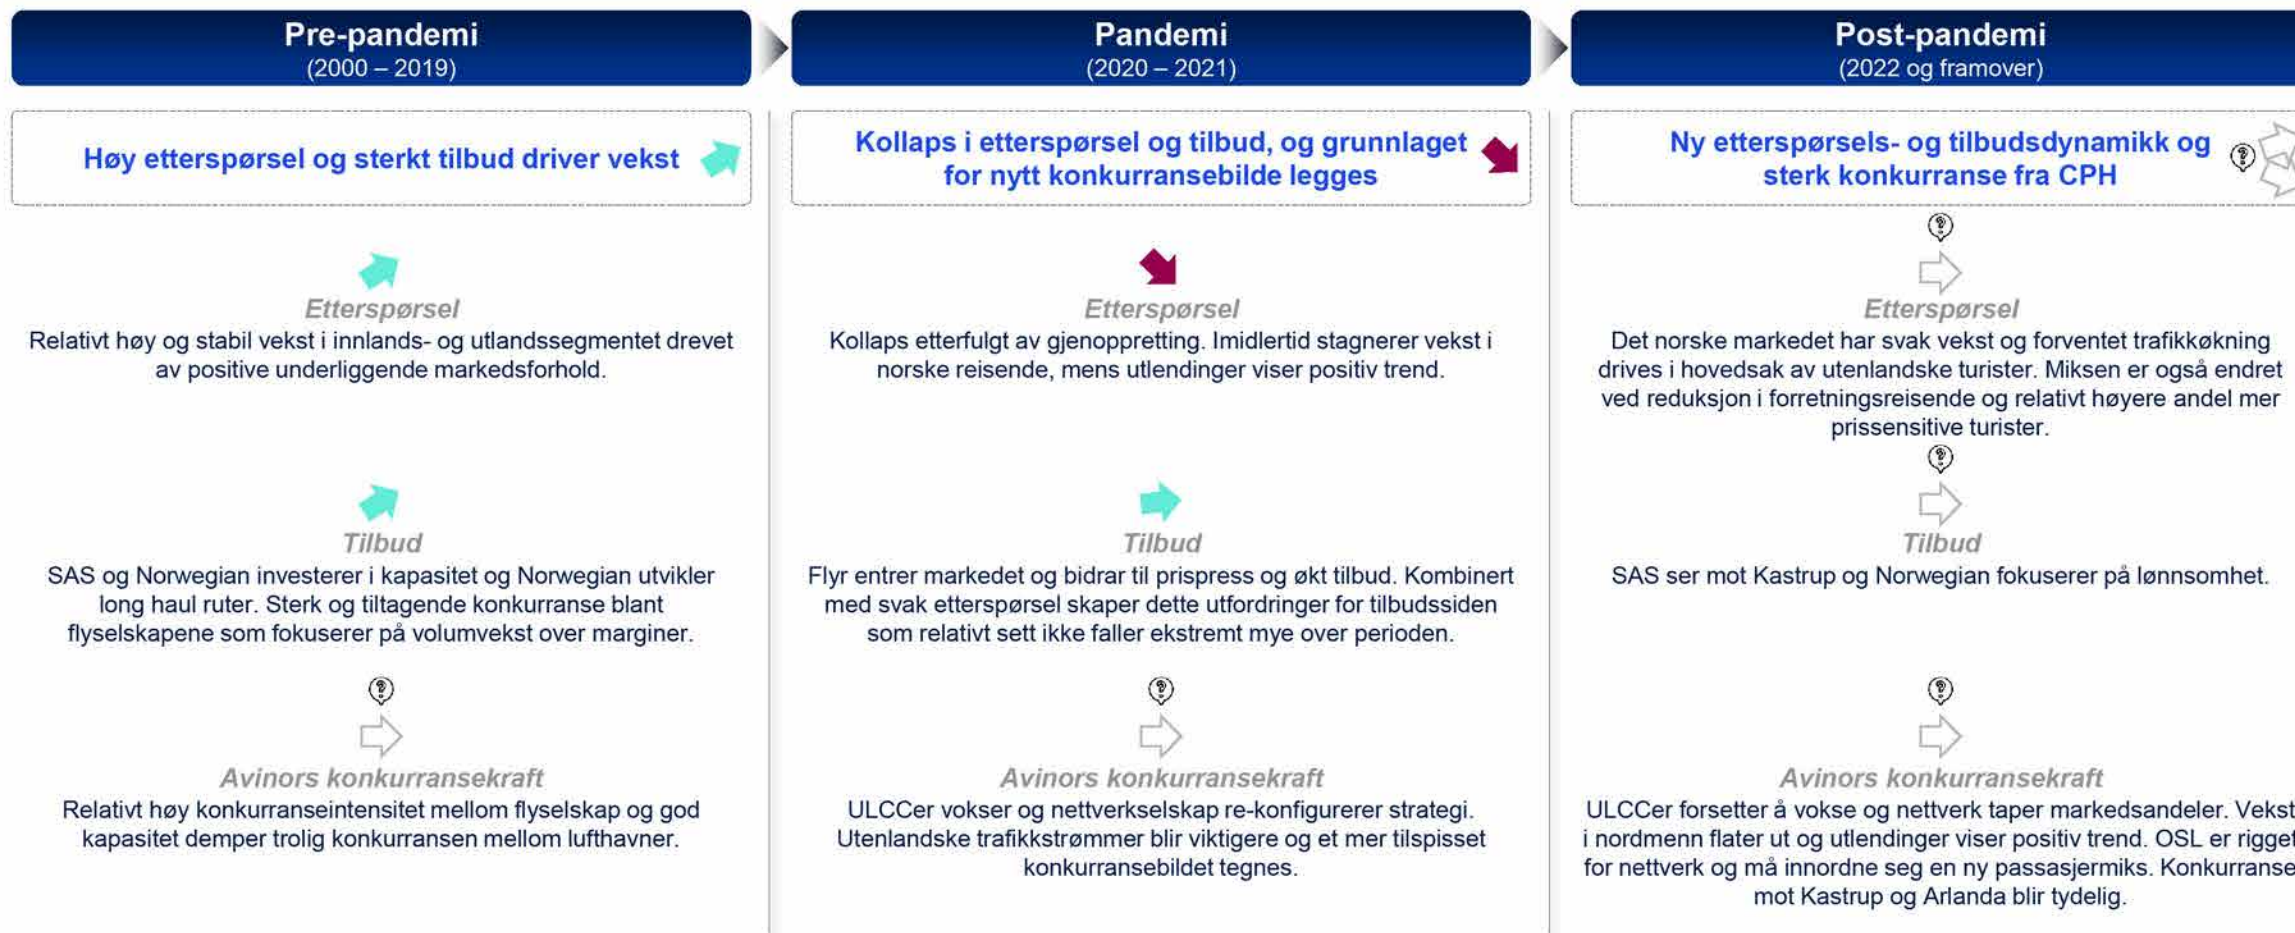 Pre-pandemi
(2000 – 2019)
Høy etterspørsel og sterkt tilbud driver vekst
Etterspørsel
Relativt høy og stabil vekst i innlands- og utlandssegmentet drevet
av positive underliggende markedsforhold.
Tilbud
SAS og Norwegian investerer i kapasitet og Norwegian utvikler
long haul ruter. Sterk og tiltagende konkurranse blant
flyselskapene som fokuserer på volumvekst over marginer.
?
Avinors konkurransekraft
Relativt høy konkurranseintensitet mellom flyselskap og god
kapasitet demper trolig konkurransen mellom lufthavner.
Pandemi
(2020 – 2021)
Kollaps i etterspørsel og tilbud, og grunnlaget
for nytt konkurransebilde legges
Etterspørsel
Kollaps etterfulgt av gjenoppretting. Imidlertid stagnerer vekst i
norske reisende, mens utlendinger viser positiv trend.
Tilbud
Flyr entrer markedet og bidrar til prispress og økt tilbud. Kombinert
med svak etterspørsel skaper dette utfordringer for tilbudssiden
som relativt sett ikke faller ekstremt mye over perioden.
?
Avinors konkurransekraft
ULCCer vokser og nettverkselskap re-konfigurerer strategi.
Utenlandske trafikkstrømmer blir viktigere og et mer tilspisset
konkurransebildet tegnes.
Post-pandemi
(2022 og framover)
Ny etterspørsels- og tilbudsdynamikk og
sterk konkurranse fra CPH
?
?
Etterspørsel
Det norske markedet har svak vekst og forventet trafikkøkning
drives i hovedsak av utenlandske turister. Miksen er også endret
ved reduksjon i forretningsreisende og relativt høyere andel mer
prissensitive turister.
?
Tilbud
SAS ser mot Kastrup og Norwegian fokuserer på lønnsomhet.
?
Avinors konkurransekraft
ULCCer forsetter å vokse og nettverk taper markedsandeler. Vekst
i nordmenn flater ut og utlendinger viser positiv trend. OSL er rigget
for nettverk og må innordne seg en ny passasjermiks. Konkurranse
mot Kastrup og Arlanda blir tydelig.